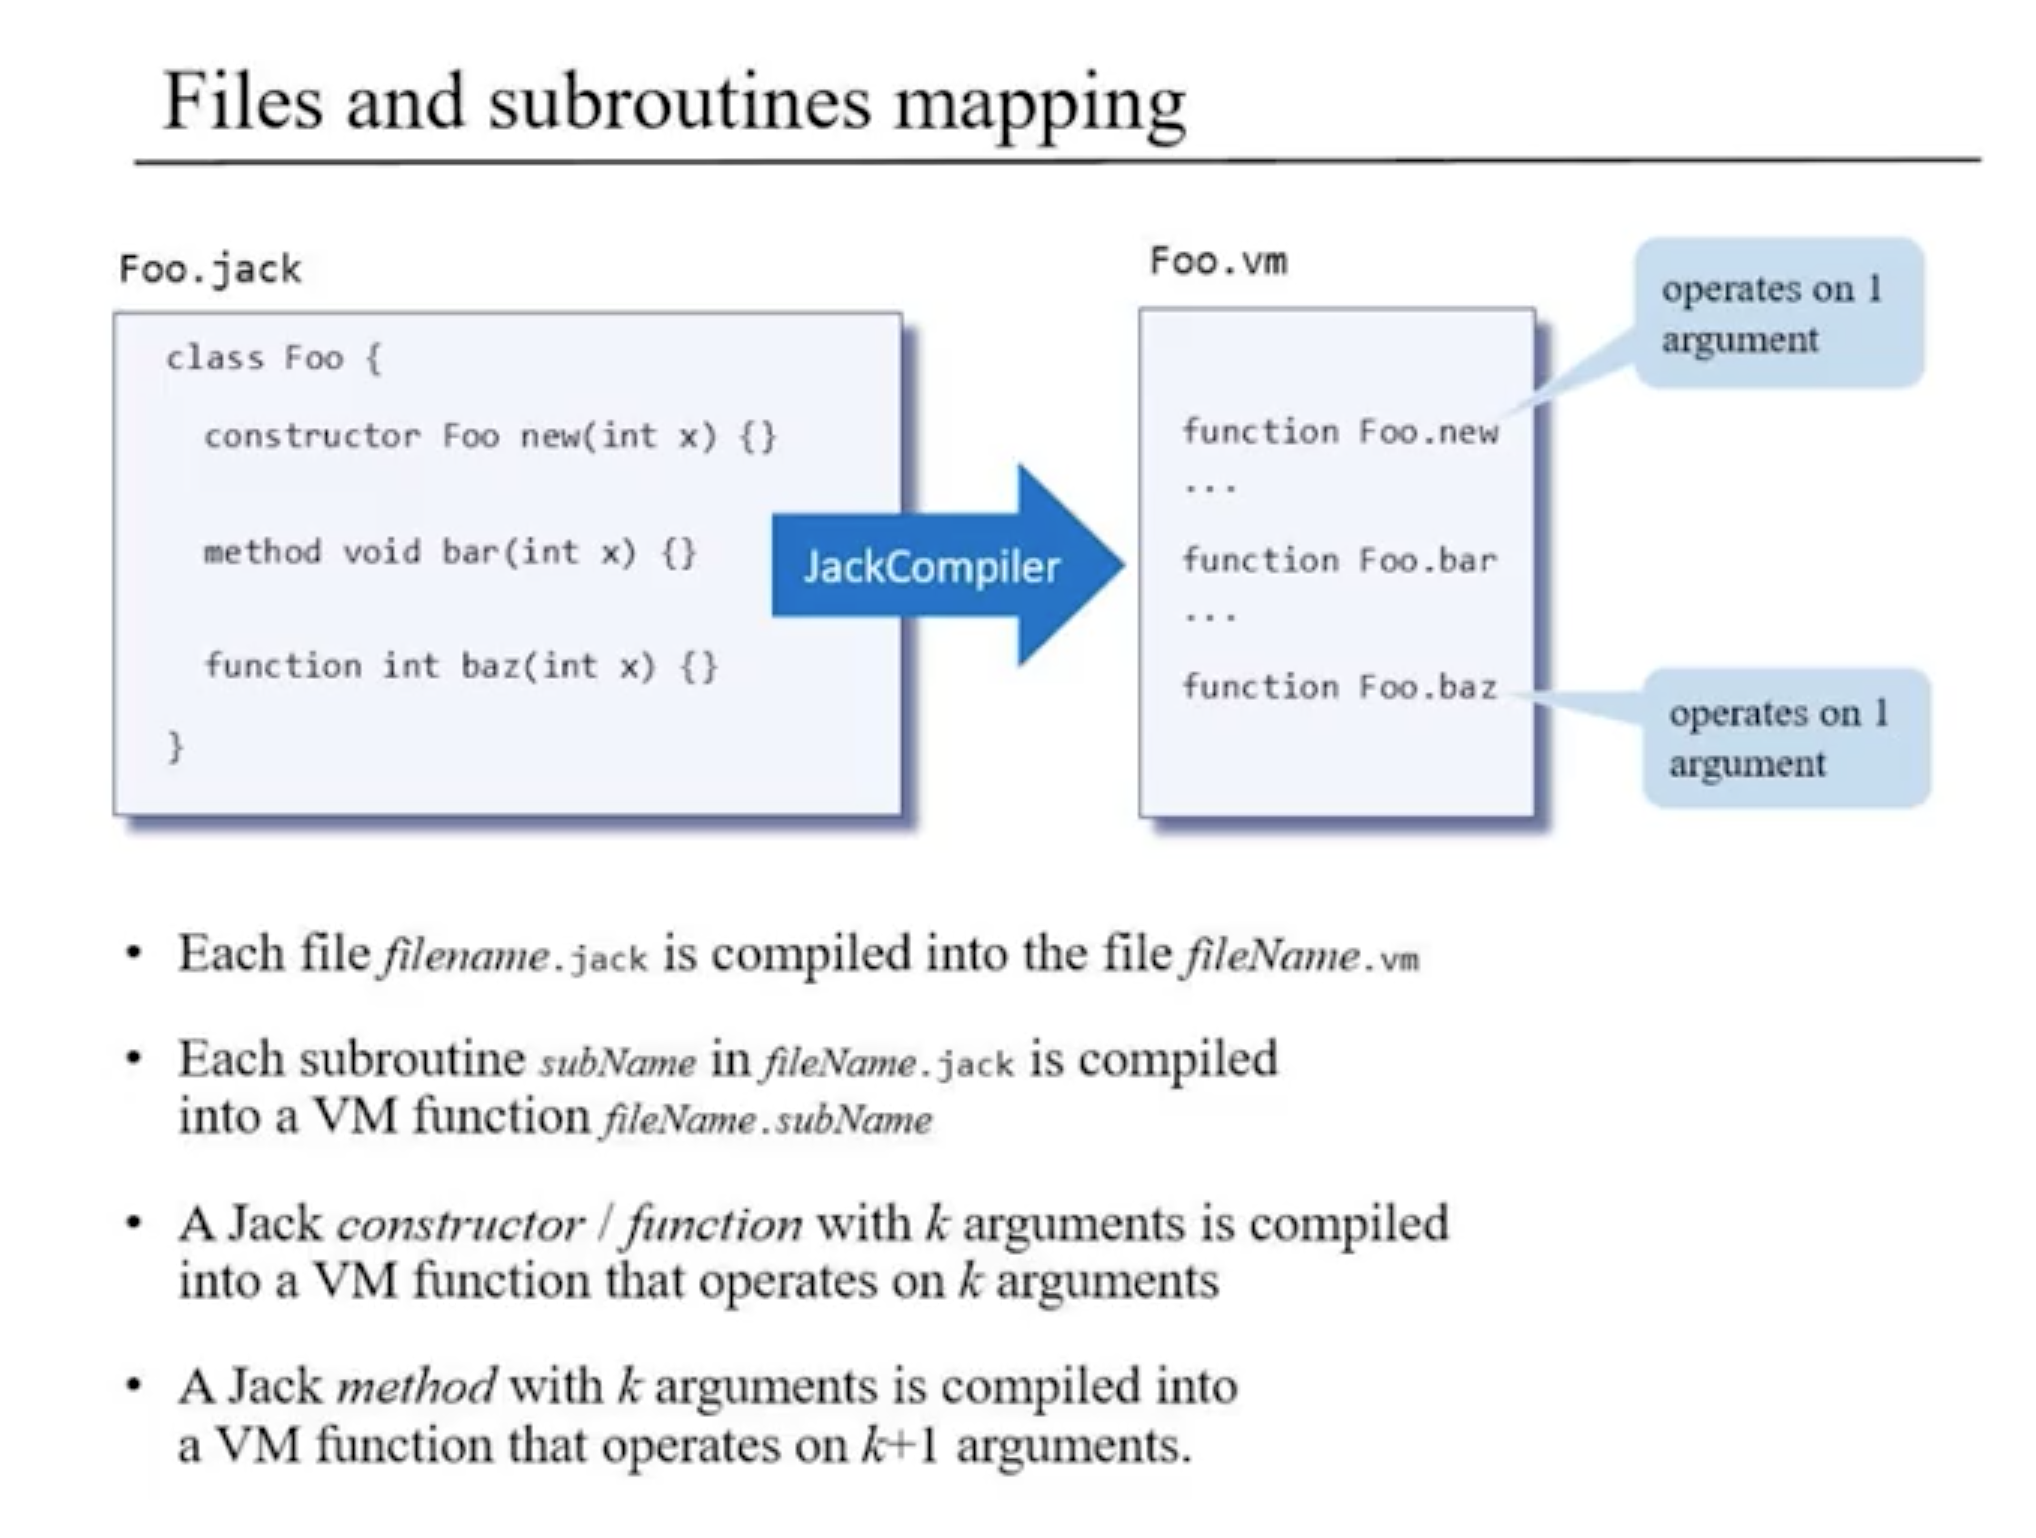 Files and subroutines mapping
Foo.jack
class Foo {
constructor Foo new(int x) {}
method void bar(int x) {}
function int baz(int x) {}
}
JackCompiler
Foo.vm
function Foo.new
...
function Foo.bar
...
function Foo.baz
operates on 1
argument
operates on 1
argument
• Each file filename.jack is compiled into the file fileName.vm
• Each subroutine subName in fileName.jack is compiled
into a VM function fileName.subName
• A Jack constructor / function with k arguments is compiled
into a VM function that operates on k arguments
• A Jack method with k arguments is compiled into
a VM function that operates on k+1 arguments.